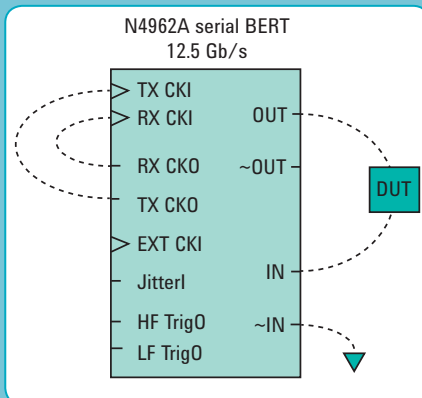 N4962A serial BERT
12.5 Gb/s
TX CKI
RX CKI
OUT
RX CKO
~OUT
DUT
TX CKO
EXT CKI
IN
JitterI
HF TrigO
~IN
LF TrigO